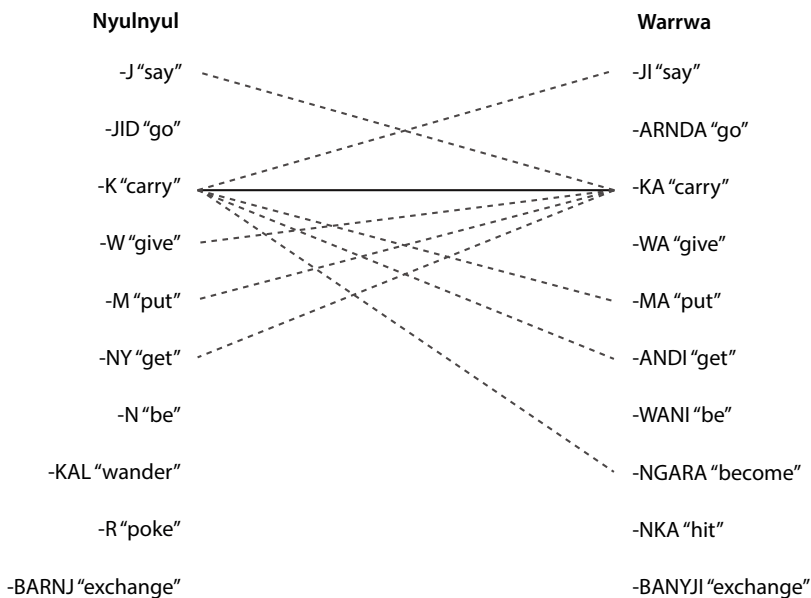 Nyulnyul Warrwa
-J “say” -JI “say”
-JID “go” -ARNDA “go”
-K “carry” -KA “carry”
-W “give” -WA “give”
-M “put” -MA “put”
-NY “get” -ANDI “get”
-N “be” -WANI “be”
-KAL “wander” -NGARA “become”
-R “poke” -NKA “hit”
-BARNJ “exchange” -BANYJI “exchange”